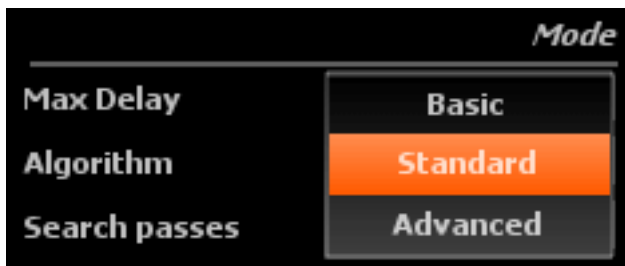 Mode
Max Delay
Basic
Algorithm
Standard
Search passes
Advanced